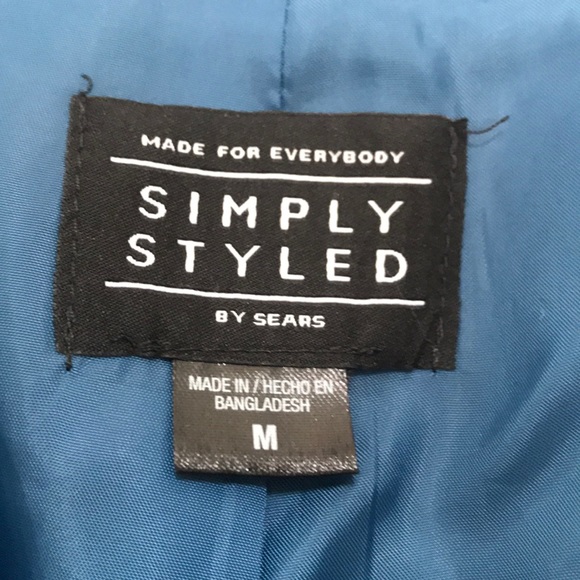 MADE FOR EVERYBODY
SIMPLY
STYLED
BY SEARS
MADE IN / HECHO EN
BANGLADESH
M